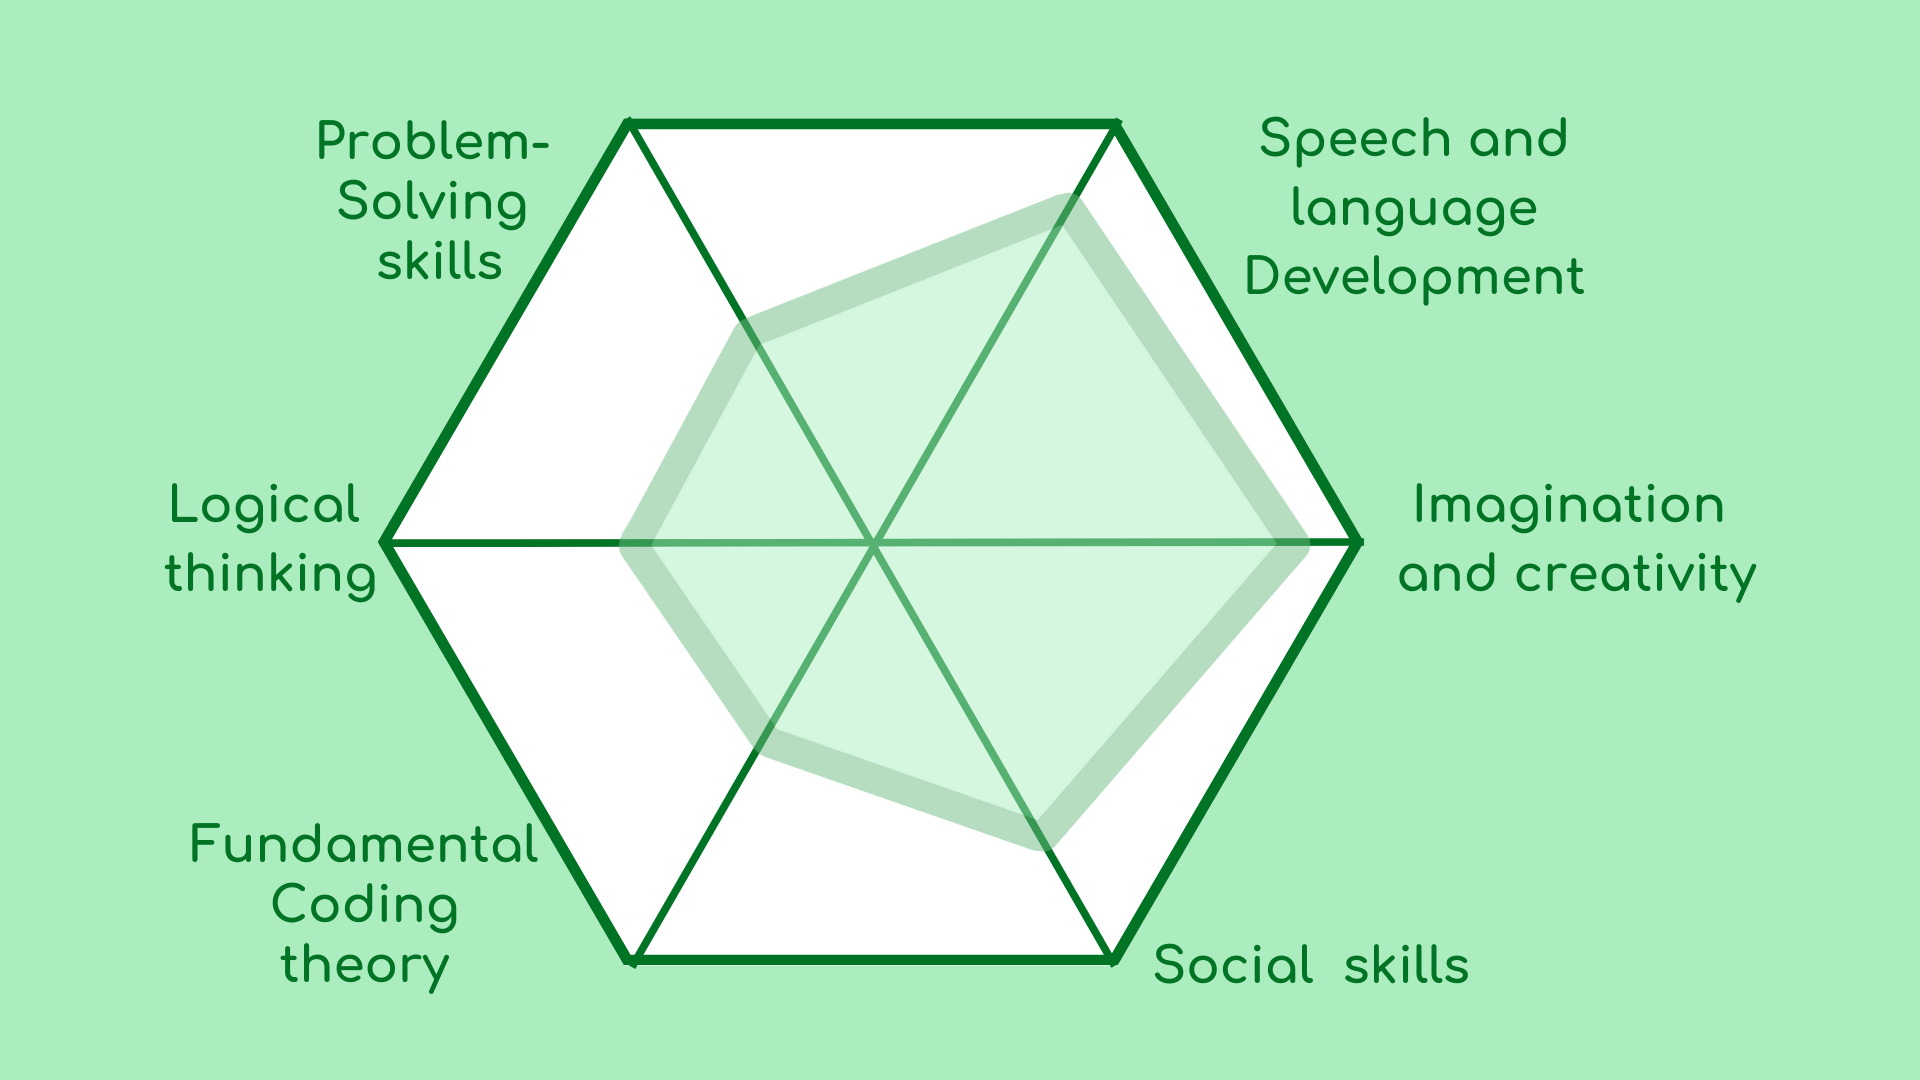 Problem-
Solving
skills
Speech and
language
Development
Logical
thinking
Imagination
and creativity
Fundamental
Coding
theory
Social skills